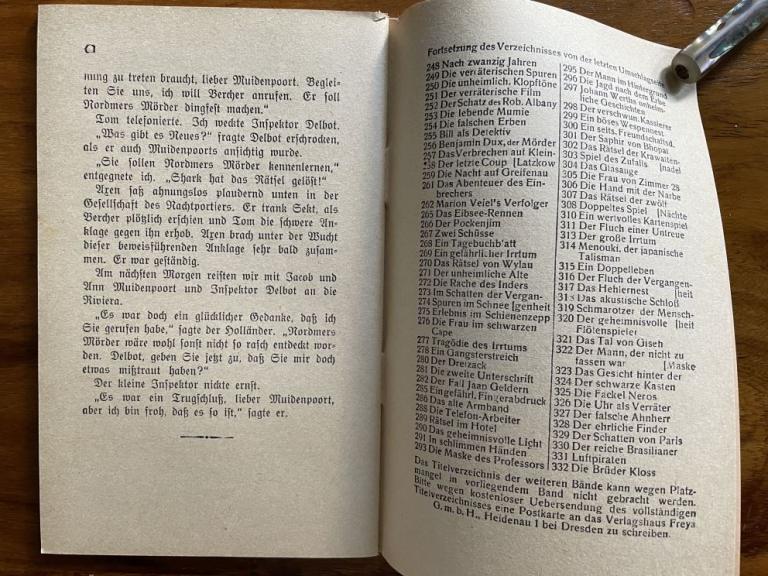 nung zu treten braucht, lieber Muidenpoort. Beglei-
ten Sie uns, ich will Bercher anrufen. Er soll
Nordmers Mörder dingfest machen.“
Tom telefonierte. Ich weckte Inspektor Delbot.
„Was gibt es Neues?“ fragte Delbot erschrocken,
als er auch Muidenpoorts ansichtig wurde.
„Sie sollen Nordmers Mörder kennenlernen,“
entgegnete ich. „Shark hat das Rätsel gelöst!“
Axen saß ahnungslos plaudernd unten in der
Gesellschaft des Nachtportiers. Er trank Sekt, als
Bercher plötzlich erschien und Tom die schwere An-
klage gegen ihn erhob. Axen brach unter der Wucht
dieser beweisführenden Anklage sehr bald zusam-
men. Er war geständig.
Am nächsten Morgen reisten wir mit Jacob und
Ann Muidenpoort und Inspektor Delbot an die
Riviera.
„Es war doch ein glücklicher Gedanke, daß ich
Sie gerufen habe,“ sagte der Holländer. „Nordmers
Mörder wäre wohl sonst nicht so rasch entdeckt wor-
den. Delbot, geben Sie jetzt zu, daß Sie mir doch
etwas mißtraut haben?“
Der kleine Inspektor nickte ernst.
„Es war ein Trugschluß, lieber Muidenpoort,
aber ich bin froh, daß es so ist,“ sagte er.
Fortsetzung des Verzeichnisses von der letzten Umschlagseite
248 Nach zwanzig Jahren
249 Die verräterischen Spuren
250 Die unheimlich. Klopftöne
251 Der verräterische Film
252 Der Schatz des Rob. Albany
253 Die lebende Mumie
254 Die falschen Erben
255 Bill als Detektiv
256 Benjamin Dux, der Mörder
257 Das Verbrechen auf Klein-
258 Der letzte Coup [Latzkow
259 Die Nacht auf Greifenau
261 Das Abenteuer des Ein-
brechers
262 Marion Veiel's Verfolger
265 Das Eibsee-Rennen
266 Der Pockenjim
267 Zwei Schüsse
268 Ein Tagebuchb'att
269 Ein gefährlicher Irrtum
270 Das Rätsel von Wylau
271 Der unheimliche Alte
272 Die Rache des Inders
273 Im Schatten der Vergan-
274 Spuren im Schnee [genheit
275 Erlebnis im Schienenzepp
276 Die Frau im schwarzen
Cape
277 Tragödie des Irrtums
278 Ein Gangsterstreich
280 Der Dreizack
281 Die zweite Unterschrift
282 Der Fall Jaan Geldern
285 Eingeführl. Fingerabdruck
286 Das alte Armband
288 Die Telefon-Arbeiter
289 Rätsel im Hotel
290 Das geheimnisvolle Licht
291 In schlimmen Händen
293 Die Maske des Professors
295 Der Mann im Hintergrund
296 Die Jagd nach dem Erbe
297 Johann Werths unheim-
liche Geschichten
298 Der verschwun. Kassierer
299 Ein böses Wespennest
300 Ein selts. Freundschaftsd.
301 Der Saphir von Bhopal
302 Das Rätsel der Krawatten-
303 Spiel des Zufalls [nadel
304 Das Glasauge
305 Die Frau von Zimmer 28
306 Die Hand mit der Narbe
307 Das Rätsel der zwölf
308 Doppeltes Spiel [Nächte
310 Ein wertvolles Kartenspiel
311 Der Fluch einer Untreue
313 Der große Irrtum
314 Menouki, der japanische
Talisman
315 Ein Doppelleben
316 Der Fluch der Vergangen-
317 Das Hehlernest [heit
318 Das akustische Schloß
319 Schmarotzer der Mensch-
320 Der geheimnisvolle [heit
Flötenspieler
321 Das Tal von Giseh
322 Der Mann, der nicht zu
fassen war [Maske
323 Das Gesicht hinter der
324 Der schwarze Kasten
325 Die Fackel Neros
326 Die Uhr als Verräter
327 Der falsche Ahnherr
328 Der ehrliche Finder
329 Der Schatten von Paris
330 Der reiche Brasilianer
331 Luftpiraten
332 Die Brüder Kloss
Das Titelverzeichnis der weiteren Bände kann wegen Platz-
mangel in vorliegendem Band nicht gebracht werden.
Bitte wegen kostenloser Uebersendung des vollständigen
Titelverzeichnisses eine Postkarte an das Verlagshaus Freya
G. m. b. H., Heidenau I bei Dresden zu schreiben.